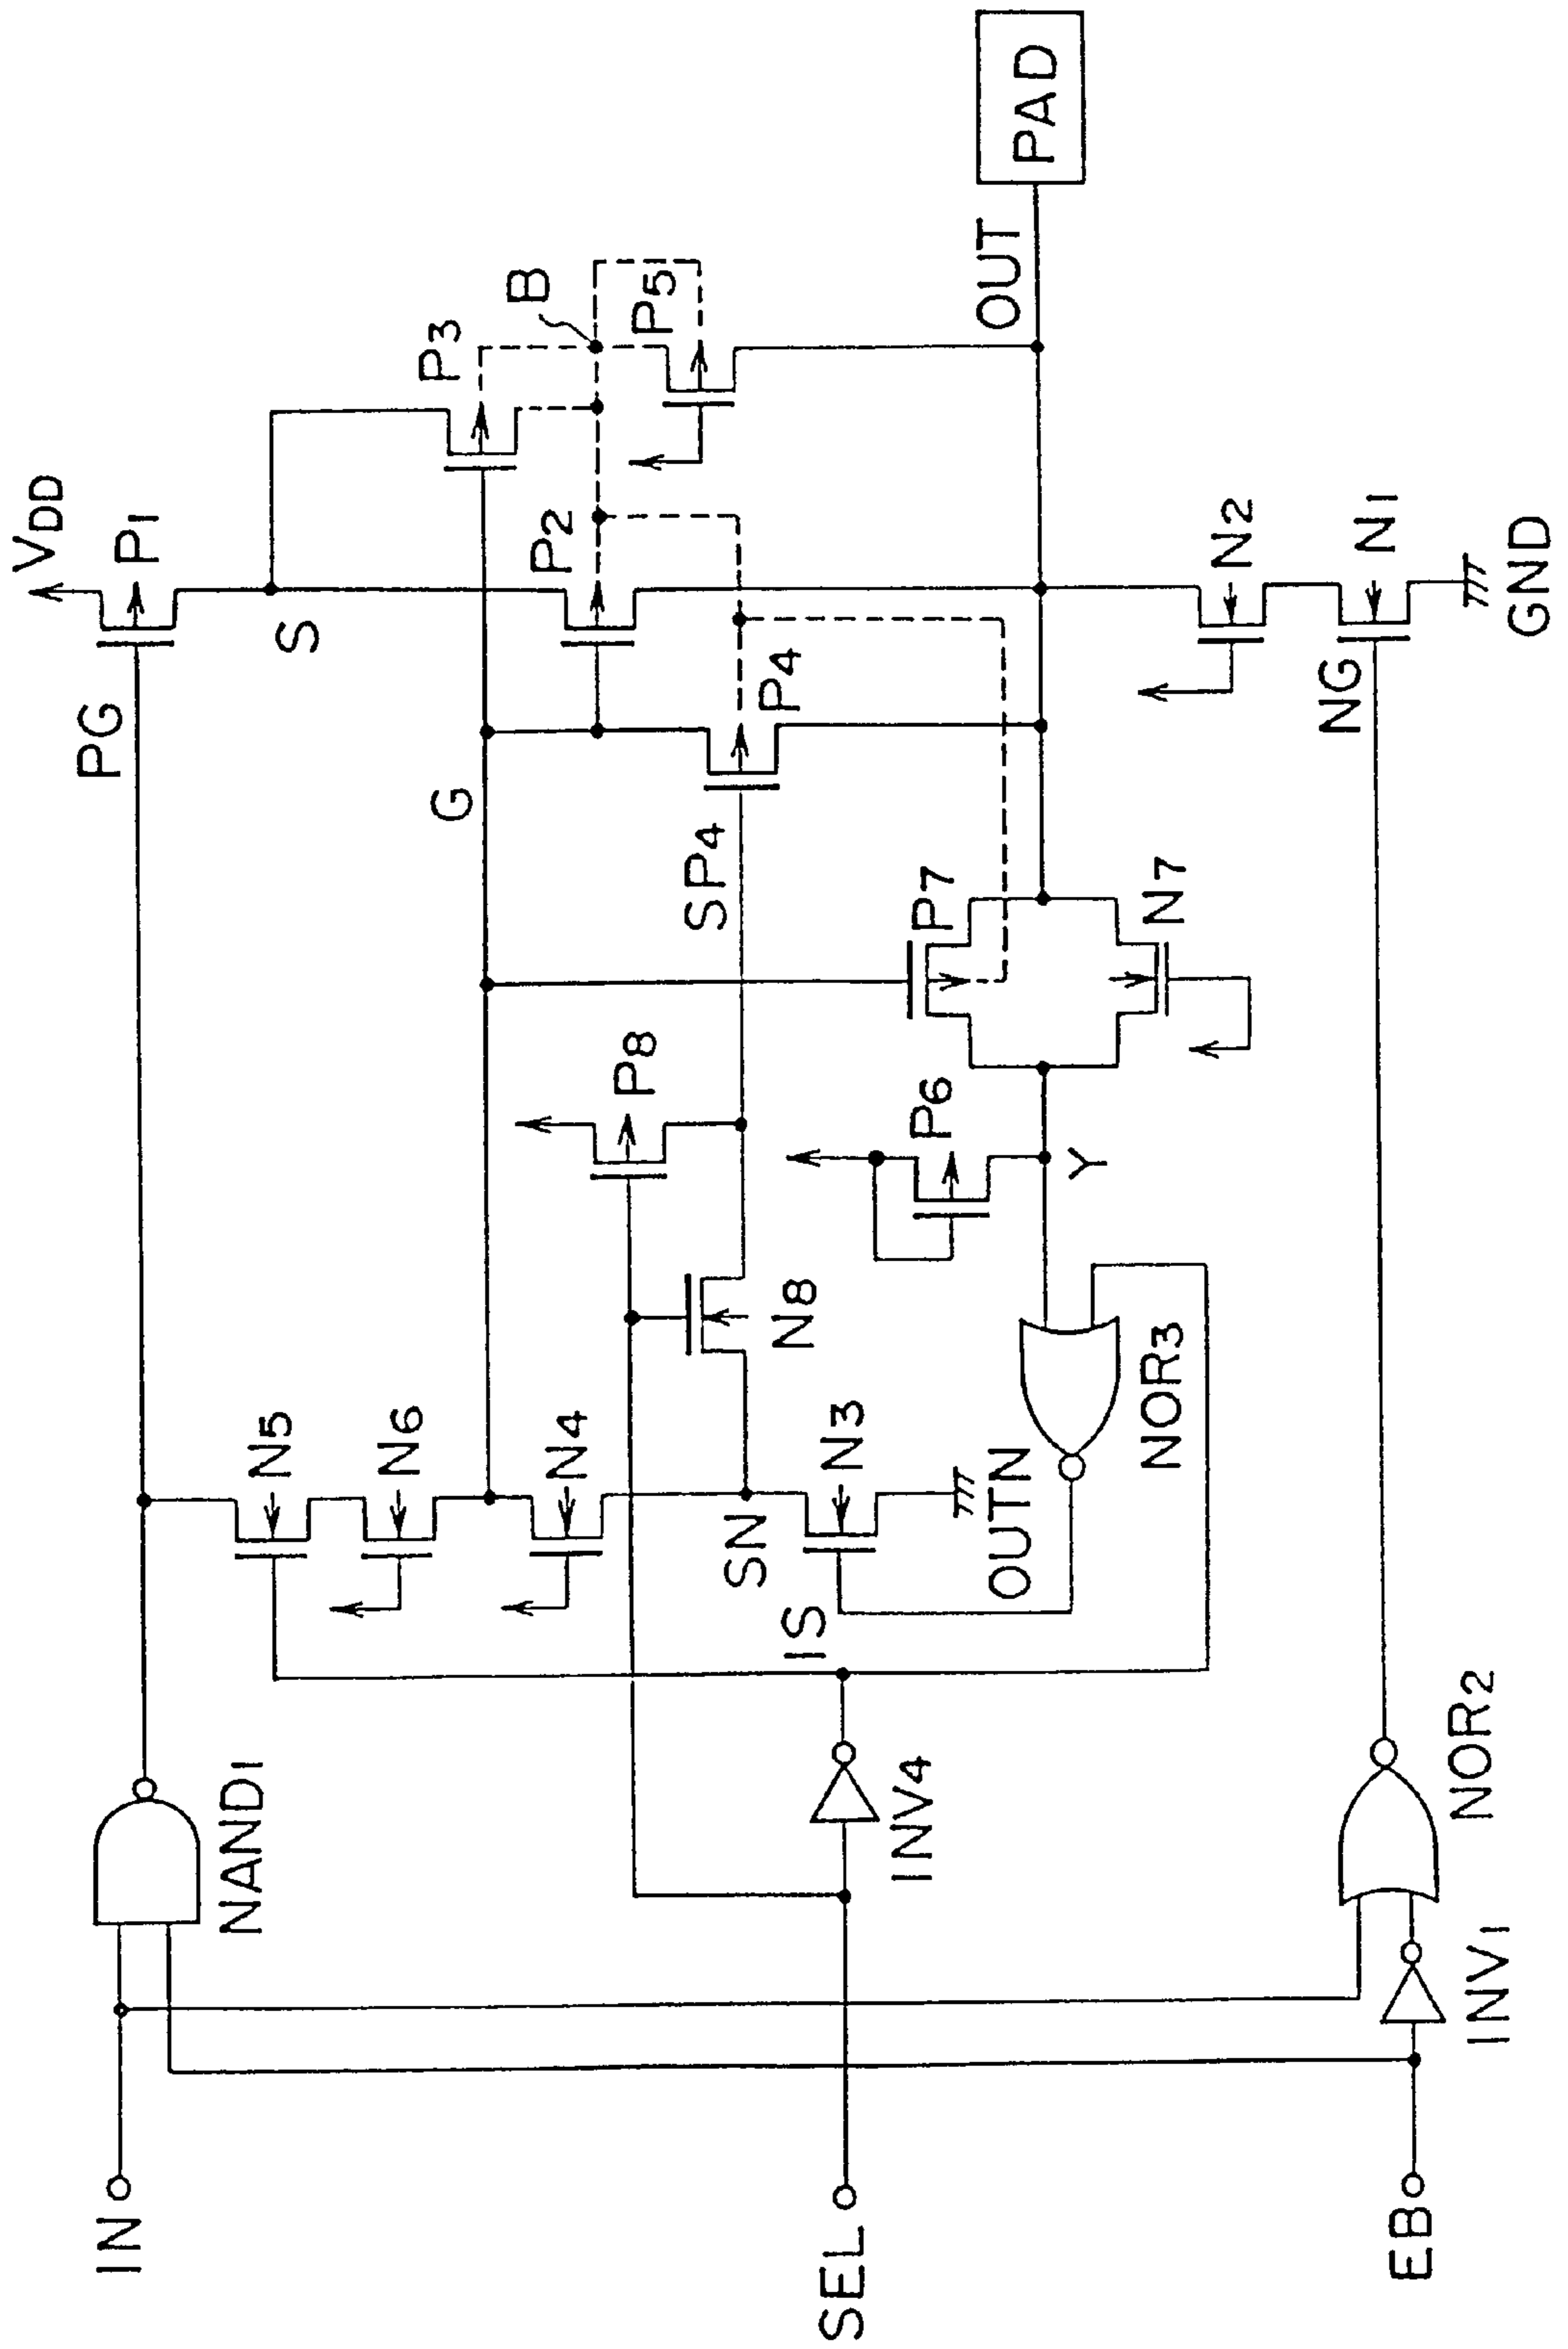 IN
SEL
EB
NAND1
INV4
INV1
NOR2
PG
N5
N6
G
N4
IS
SN
N3
OUTN
NOR3
N8
P8
P6
Y
SP4
P7
N7
P4
NG
VDD
P1
S
P2
P3
B
P5
N2
N1
GND
OUT
PAD